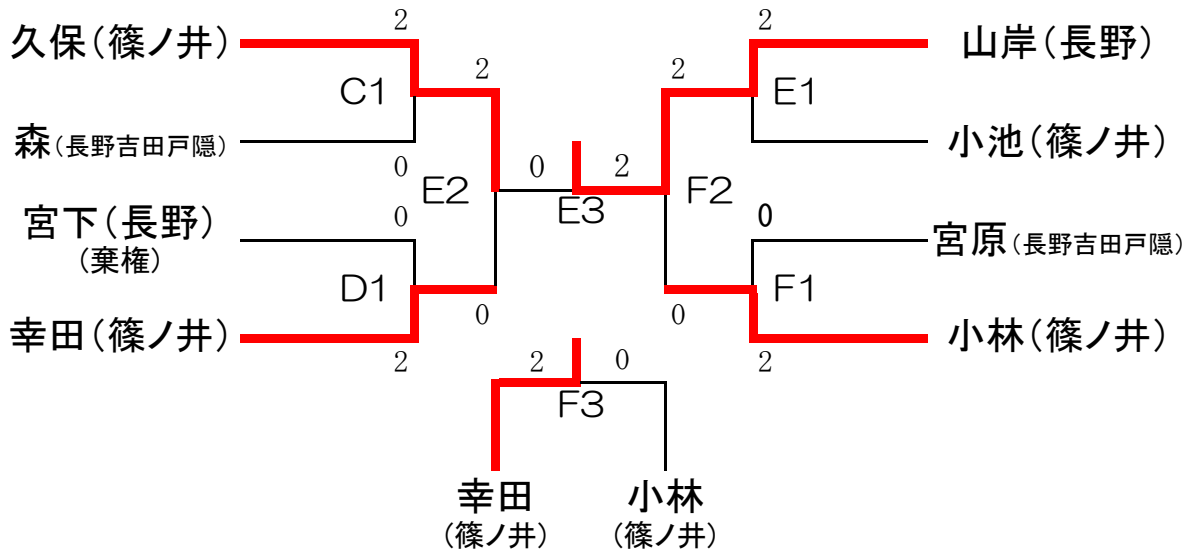 2
2
久保（篠ノ井）
山岸（長野）
2
2
C1
E1
森（長野吉田戸隠）
小池（篠ノ井）
0
0
2
E2
F2
宮下（長野）
（棄権）
0
E3
0
宮原（長野吉田戸隠）
D1
F1
0
0
幸田（篠ノ井）
小林（篠ノ井）
2
2
2
0
F3
幸田
（篠ノ井）
小林
（篠ノ井）